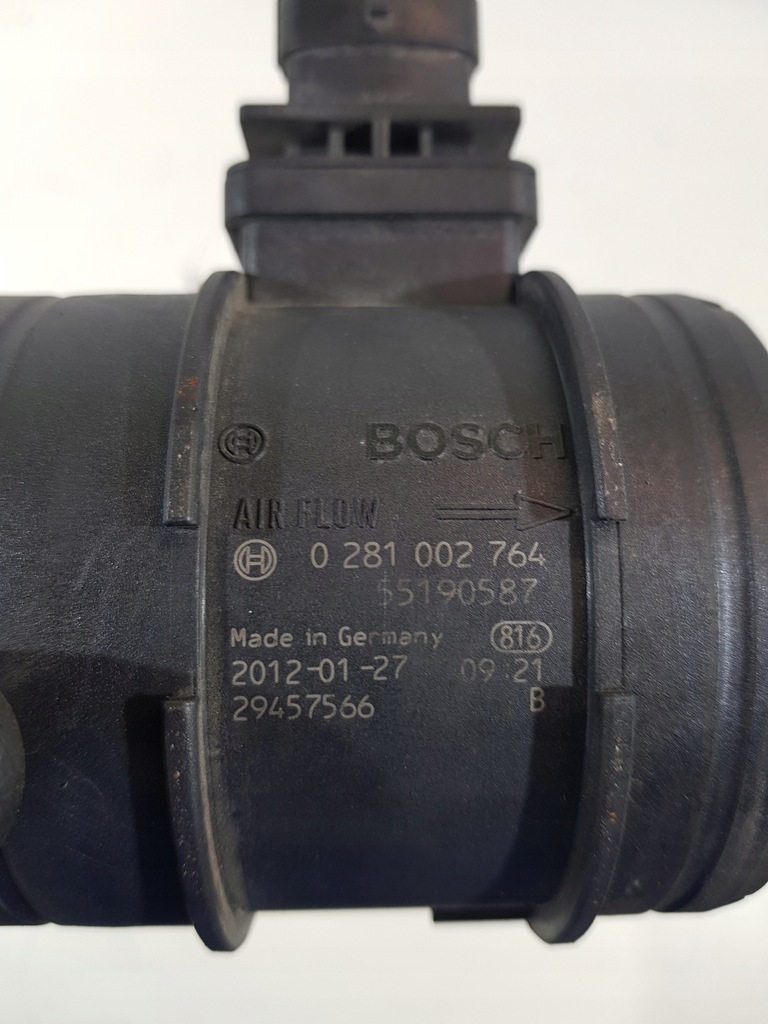 BOSCH
AIR FLOW
0 281 002 764
55190587
Made in Germany 816
2012-01-27 09:21
29457566 B